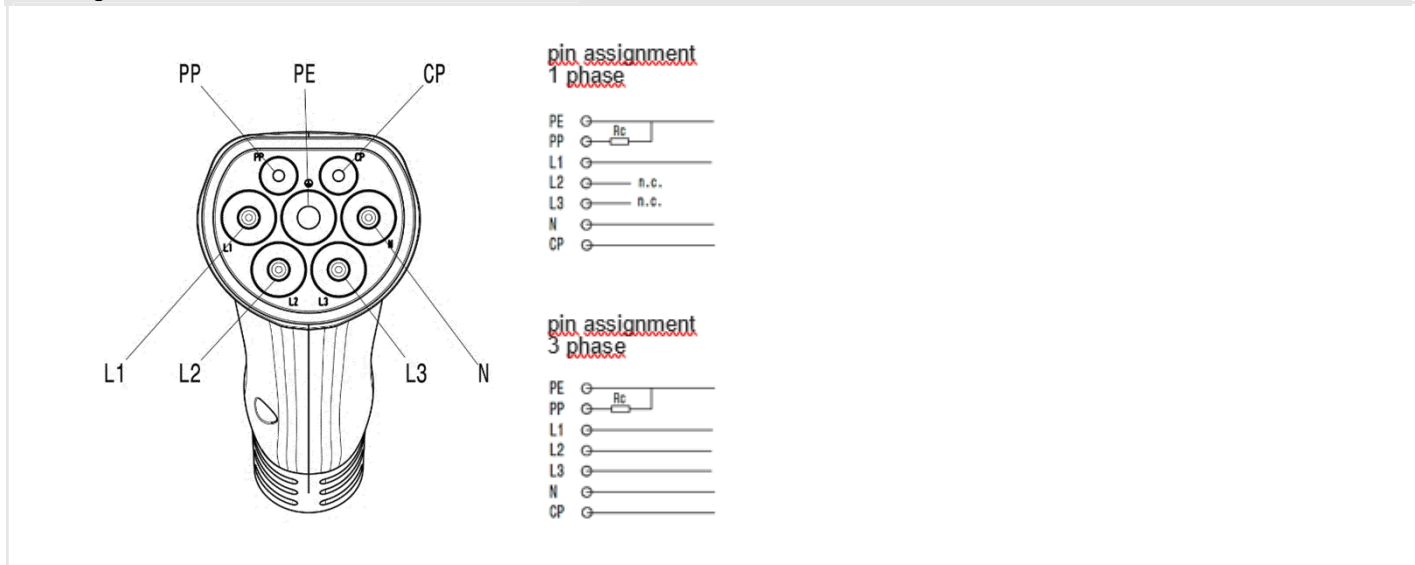 PP PE CP
PP CP
L1 N
L2 L3
L1 L2 L3 N
pin assignment
1 phase
PE
Rc
PP
L1
L2 n.c.
L3 n.c.
N
CP
pin assignment
3 phase
PE
Rc
PP
L1
L2
L3
N
CP